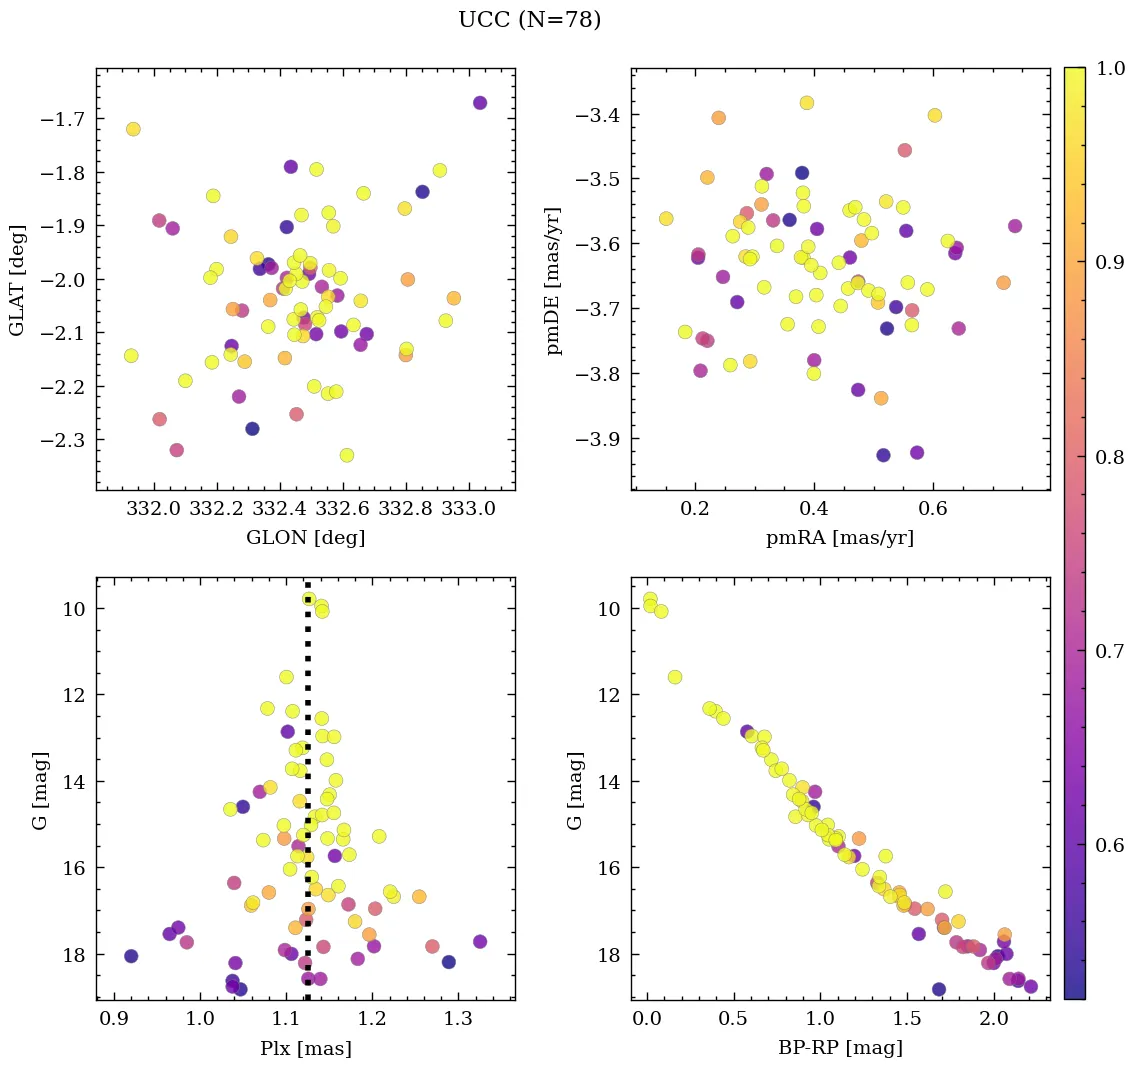 UCC (N=78)
−1.7
−1.8
−1.9
−2.0
−2.1
−2.2
−2.3
GLAT [deg]
332.0 332.2 332.4 332.6 332.8 333.0
GLON [deg]
−3.4
−3.5
−3.6
−3.7
−3.8
−3.9
pmDE [mas/yr]
0.2 0.4 0.6
pmRA [mas/yr]
1.0
0.9
0.8
0.7
0.6
10
12
14
16
18
G [mag]
0.9 1.0 1.1 1.2 1.3
Plx [mas]
10
12
14
16
18
G [mag]
0.0 0.5 1.0 1.5 2.0
BP-RP [mag]